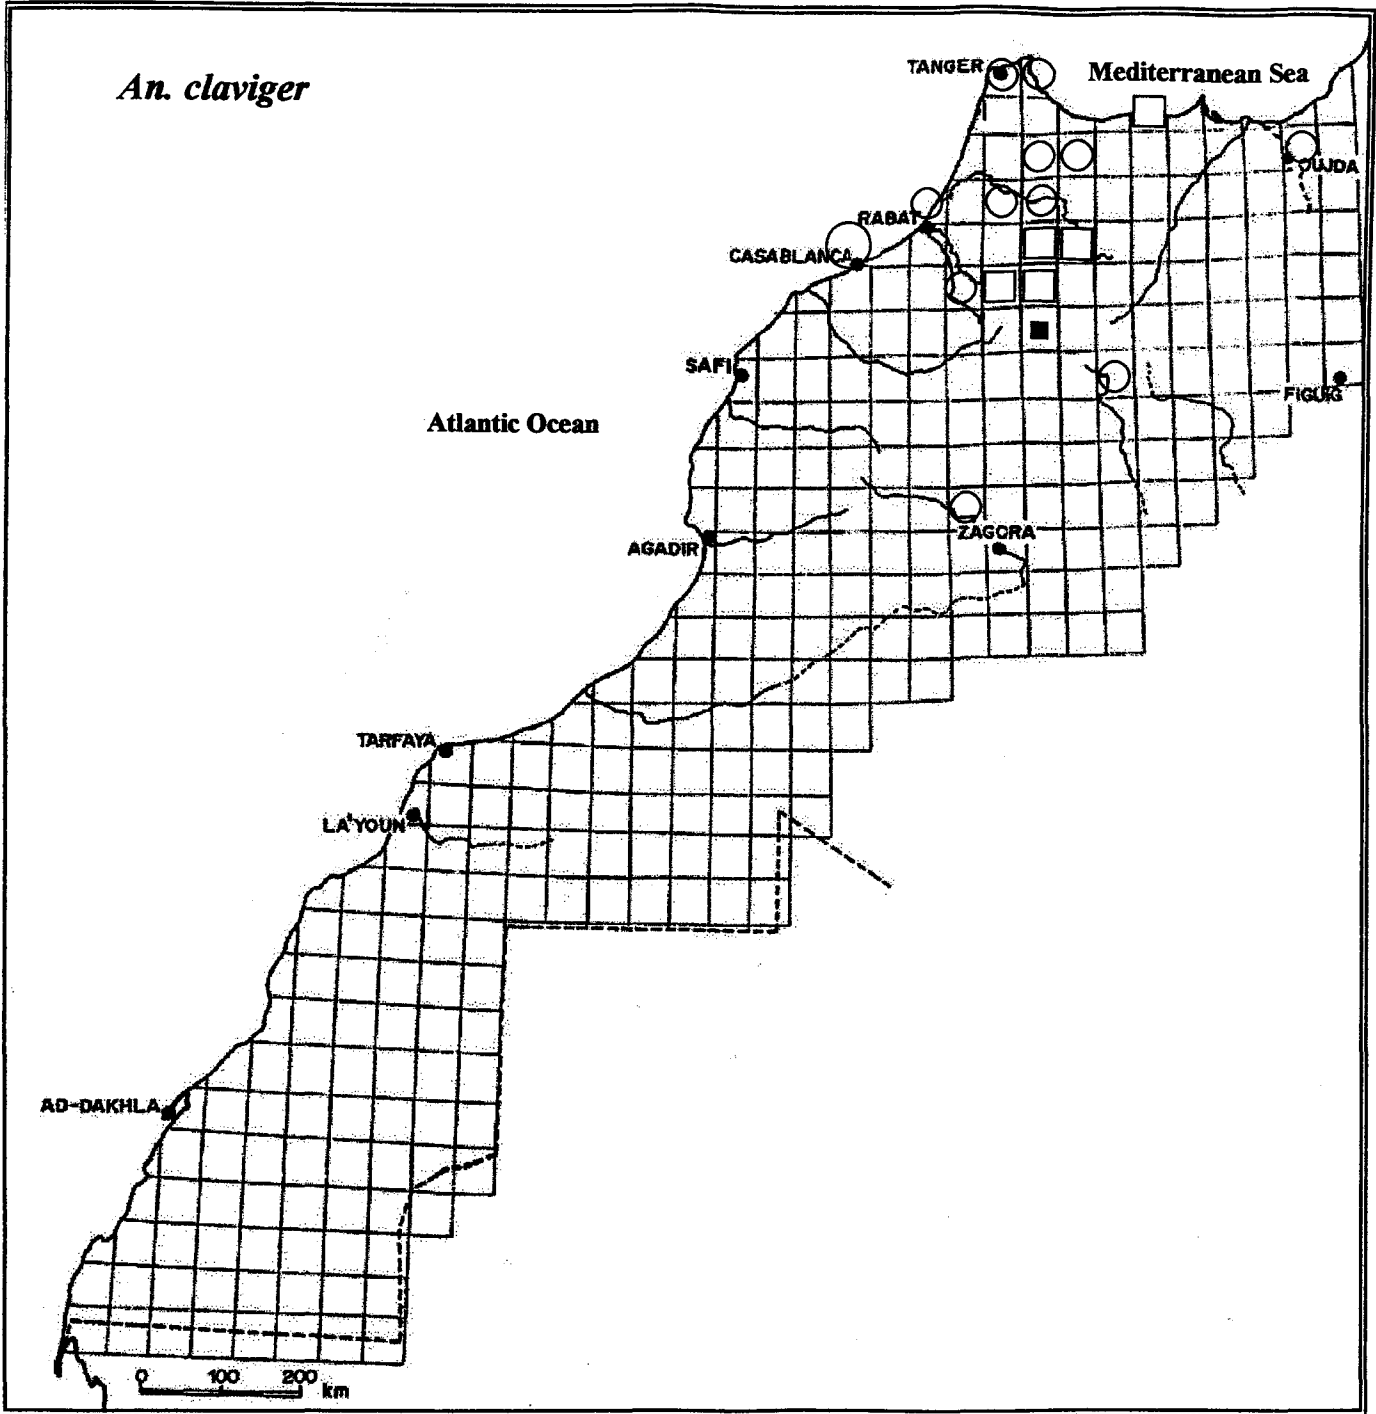 An. claviger
TANGER
Mediterranean Sea
OUJDA
RABAT
CASABLANCA
SAFI
FIGUIG
Atlantic Ocean
ZAGORA
AGADIR
TARFAYA
LA'YOUN
AD-DAKHLA
0 100 200 km